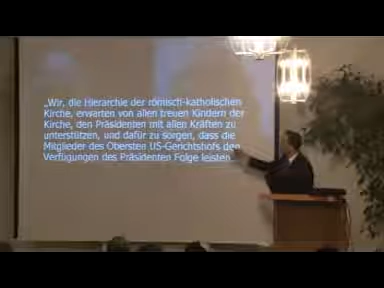 „Wir, die Hierarchie der römisch-katholischen
Kirche, erwarten von allen treuen Kindern der
Kirche, den Präsidenten mit allen Kräften zu
unterstützen, und dafür zu sorgen, dass die
Mitglieder des Obersten US-Gerichtshofs den
Verfügungen des Präsidenten Folge leisten.